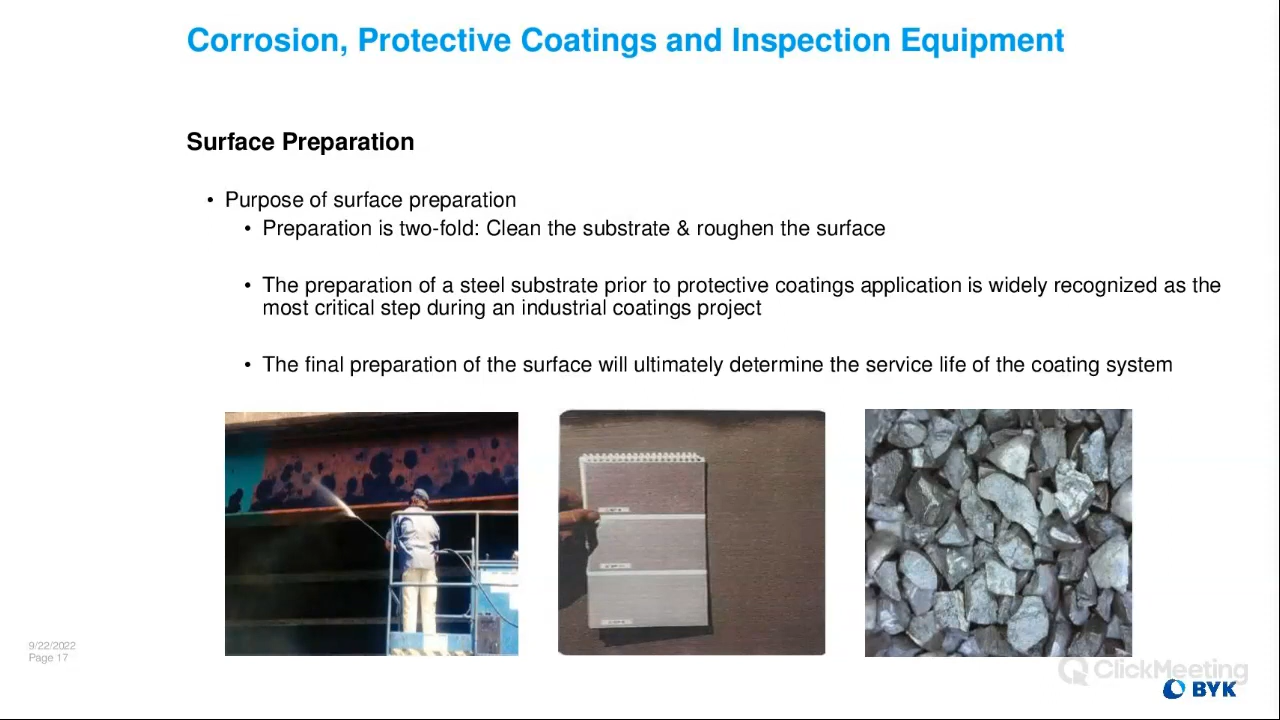 Corrosion, Protective Coatings and Inspection Equipment
Surface Preparation
• Purpose of surface preparation
• Preparation is two-fold: Clean the substrate & roughen the surface
• The preparation of a steel substrate prior to protective coatings application is widely recognized as the
most critical step during an industrial coatings project
• The final preparation of the surface will ultimately determine the service life of the coating system
9/22/2022
Page 17
ClickMeeting
BYK